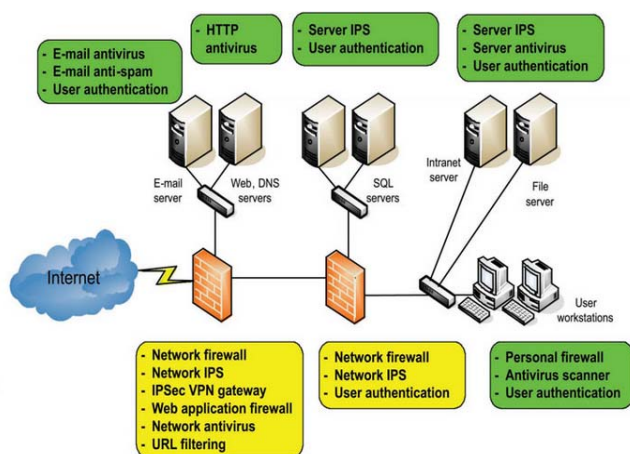 - HTTP
antivirus
- Server IPS
- User authentication
- Server IPS
- Server antivirus
- User authentication
- E-mail antivirus
- E-mail anti-spam
- User authentication
E-mail
server
Web, DNS
servers
SQL
servers
Intranet
server
File
server
Internet
User
workstations
- Network firewall
- Network IPS
- IPSec VPN gateway
- Web application firewall
- Network antivirus
- URL filtering
- Network firewall
- Network IPS
- User authentication
- Personal firewall
- Antivirus scanner
- User authentication